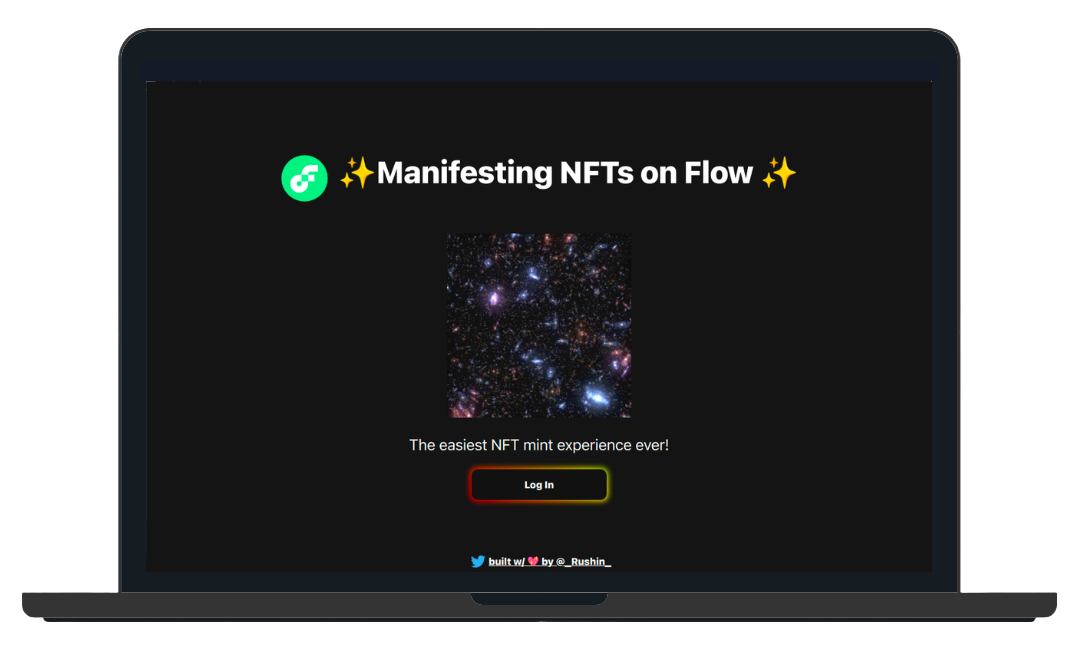 ✨Manifesting NFTs on Flow ✨
The easiest NFT mint experience ever!
Log In
built w/ 💖 by @_Rushin_